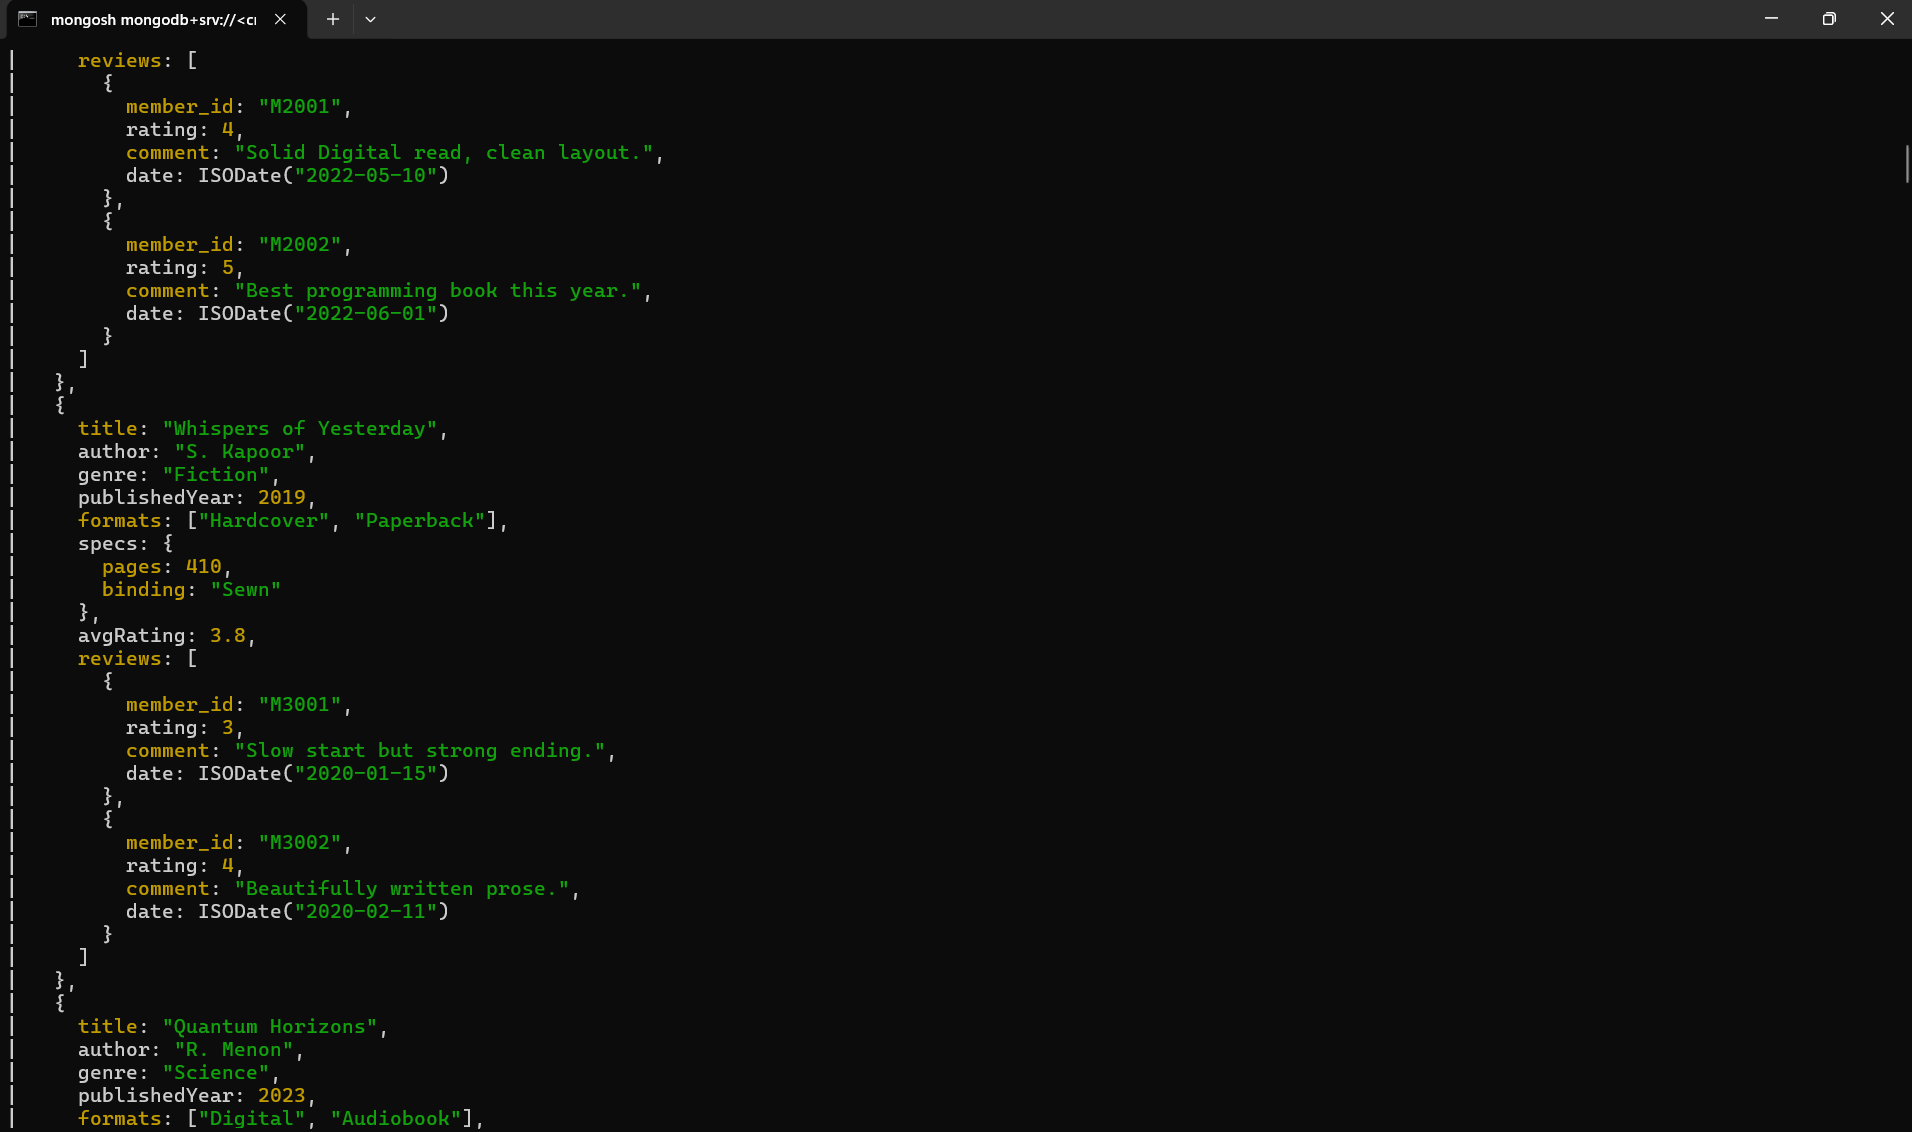 mongosh mongodb+srv://<cr
|     reviews: [
|       {
|         member_id: "M2001",
|         rating: 4,
|         comment: "Solid Digital read, clean layout.",
|         date: ISODate("2022-05-10")
|       },
|       {
|         member_id: "M2002",
|         rating: 5,
|         comment: "Best programming book this year.",
|         date: ISODate("2022-06-01")
|       }
|     ]
|   },
|   {
|     title: "Whispers of Yesterday",
|     author: "S. Kapoor",
|     genre: "Fiction",
|     publishedYear: 2019,
|     formats: ["Hardcover", "Paperback"],
|     specs: {
|       pages: 410,
|       binding: "Sewn"
|     },
|     avgRating: 3.8,
|     reviews: [
|       {
|         member_id: "M3001",
|         rating: 3,
|         comment: "Slow start but strong ending.",
|         date: ISODate("2020-01-15")
|       },
|       {
|         member_id: "M3002",
|         rating: 4,
|         comment: "Beautifully written prose.",
|         date: ISODate("2020-02-11")
|       }
|     ]
|   },
|   {
|     title: "Quantum Horizons",
|     author: "R. Menon",
|     genre: "Science",
|     publishedYear: 2023,
|     formats: ["Digital", "Audiobook"],